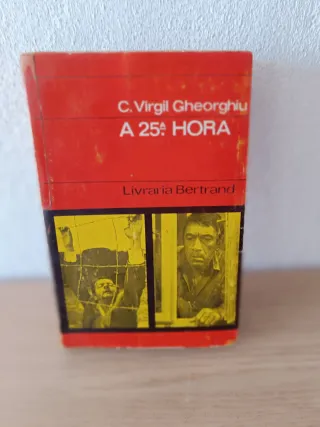 C. Virgil Gheorghiu
A 25ª HORA
Livraria Bertrand